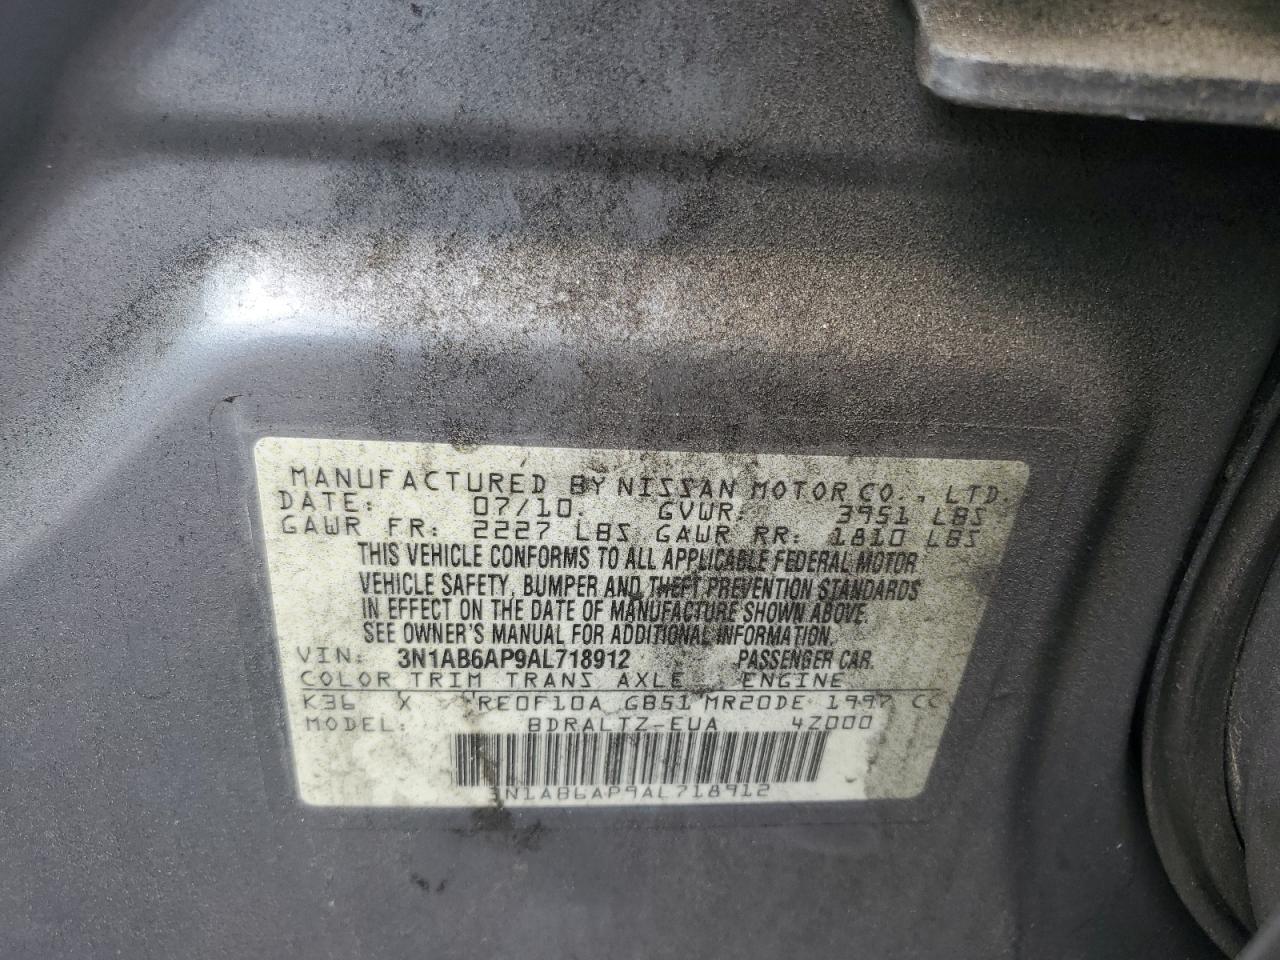 MANUFACTURED BY NISSAN MOTOR CO., LTD.
DATE: 07/10. GVWR: 3951 LBS
GAWR FR: 2227 LBS GAWR RR: 1810 LBS
THIS VEHICLE CONFORMS TO ALL APPLICABLE FEDERAL MOTOR
VEHICLE SAFETY, BUMPER AND THEFT PREVENTION STANDARDS
IN EFFECT ON THE DATE OF MANUFACTURE SHOWN ABOVE.
SEE OWNER'S MANUAL FOR ADDITIONAL INFORMATION.
VIN: 3N1AB6AP9AL718912 PASSENGER CAR.
COLOR TRIM TRANS AXLE ENGINE
K36 X RE0F10A GB51 MR20DE 1997 CC
MODEL: BDRALTZ-EUA 4Z000
3N1AB6AP9AL718912